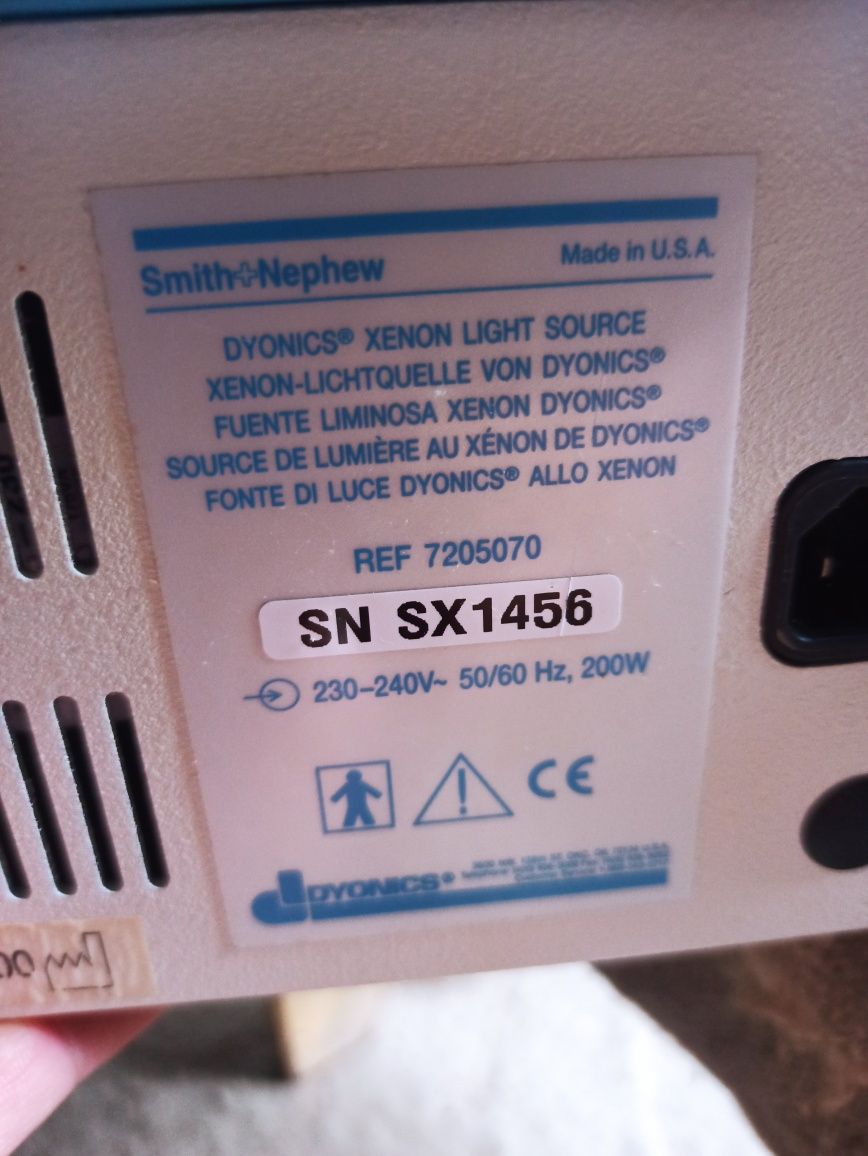 Smith+Nephew
Made in U.S.A.
DYONICS® XENON LIGHT SOURCE
XENON-LICHTQUELLE VON DYONICS®
FUENTE LIMINOSA XENON DYONICS®
SOURCE DE LUMIÈRE AU XÉNON DE DYONICS®
FONTE DI LUCE DYONICS® ALLO XENON
REF 7205070
SN SX1456
230–240V~ 50/60 Hz, 200W
CE
DYONICS®